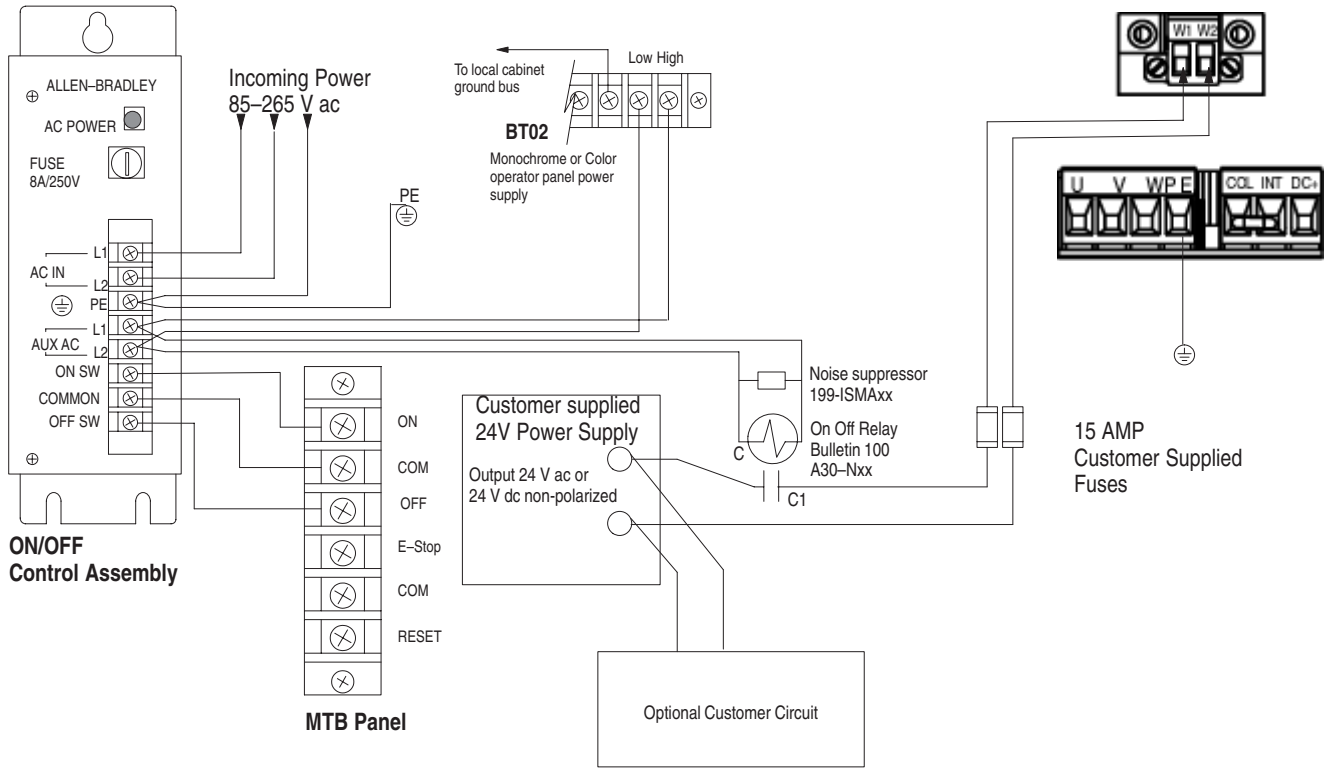 ALLEN–BRADLEY
AC POWER
FUSE
8A/250V
L1
AC IN
L2
PE
L1
AUX AC
L2
ON SW
COMMON
OFF SW
ON/OFF
Control Assembly
Incoming Power
85–265 V ac
PE
To local cabinet
ground bus
Low High
BT02
Monochrome or Color
operator panel power
supply
ON
COM
OFF
E–Stop
COM
RESET
MTB Panel
Customer supplied
24V Power Supply
Output 24 V ac or
24 V dc non-polarized
Noise suppressor
199-ISMAxx
On Off Relay
Bulletin 100
A30–Nxx
C
C1
Optional Customer Circuit
W1 W2
U V W P E COL INT DC+
15 AMP
Customer Supplied
Fuses